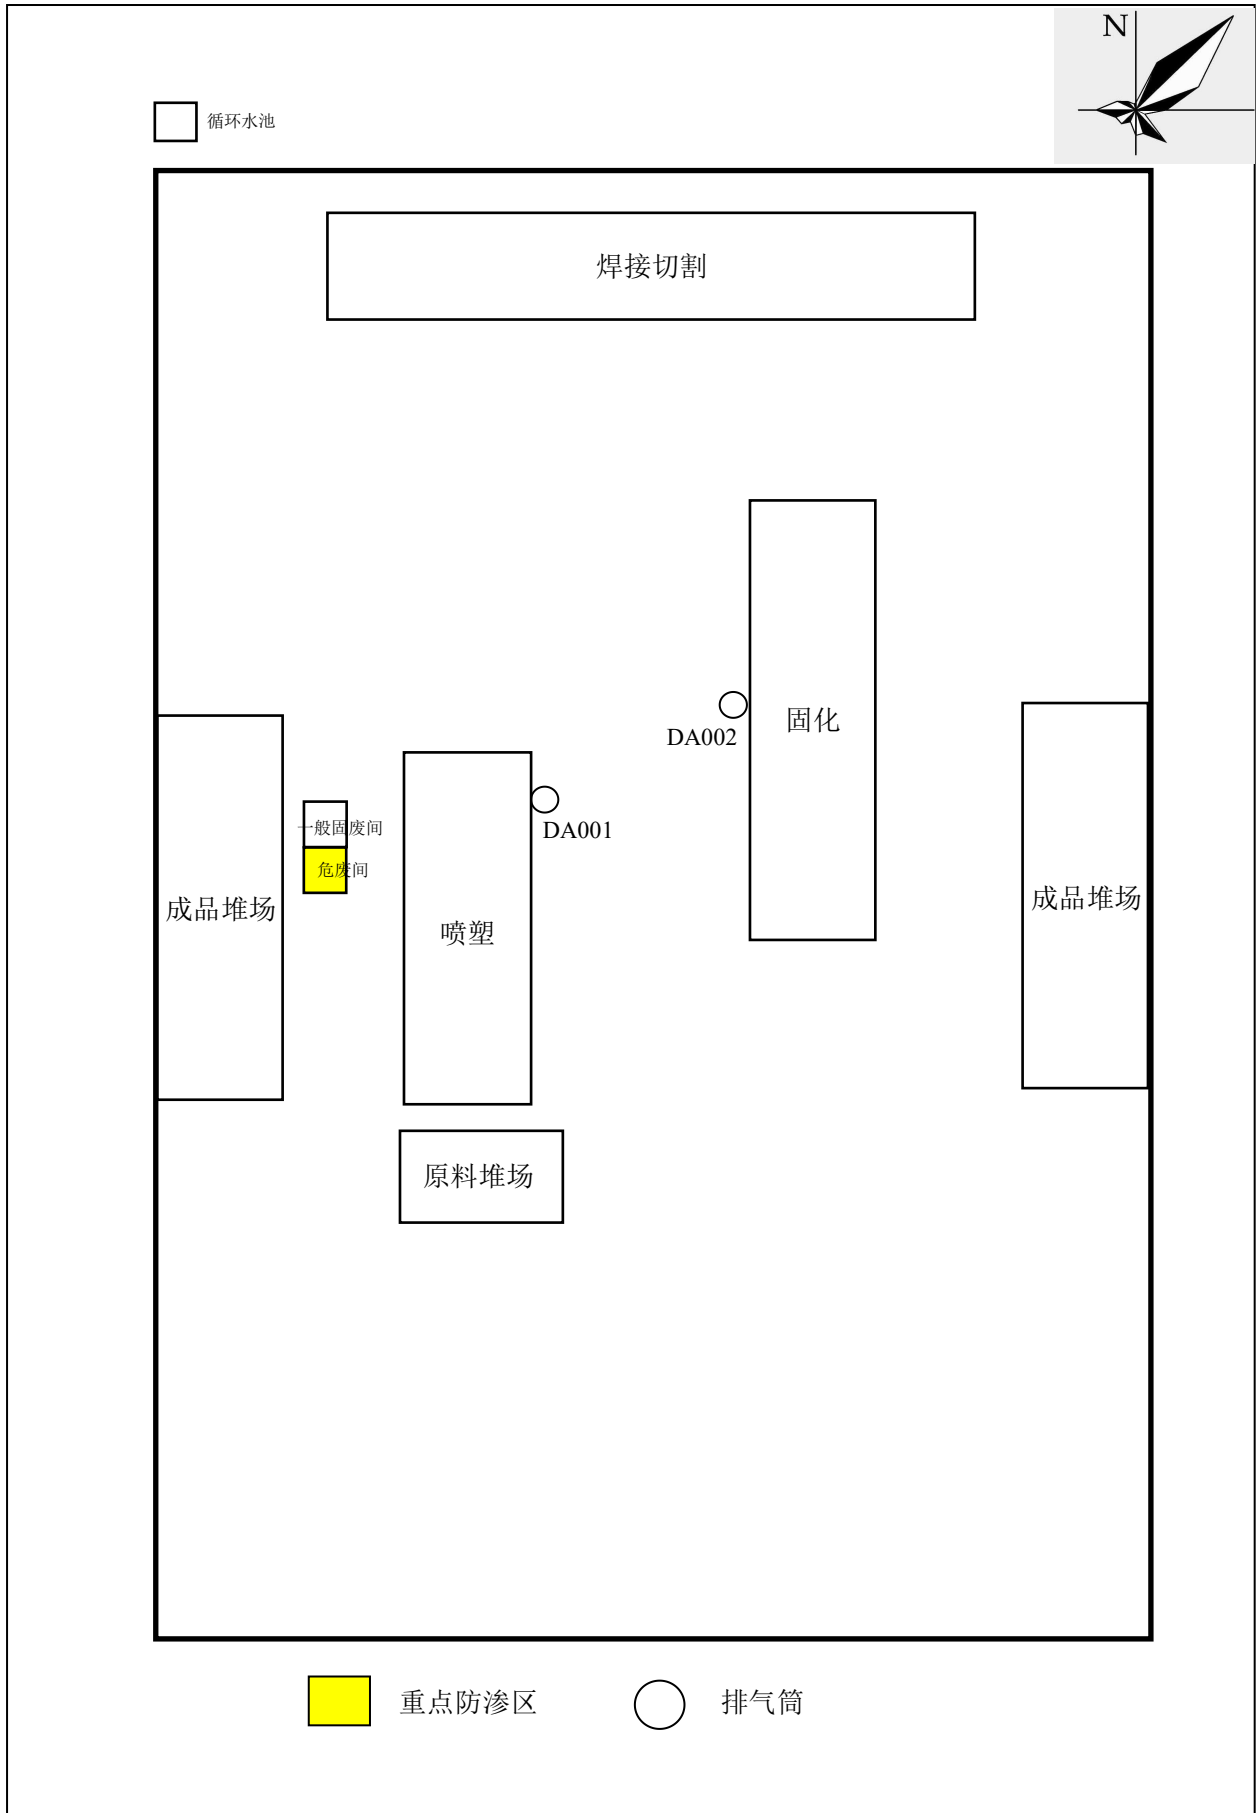 N
循环水池
焊接切割
DA002
固化
DA001
一般固废间
危废间
成品堆场
喷塑
成品堆场
原料堆场
重点防渗区
排气筒